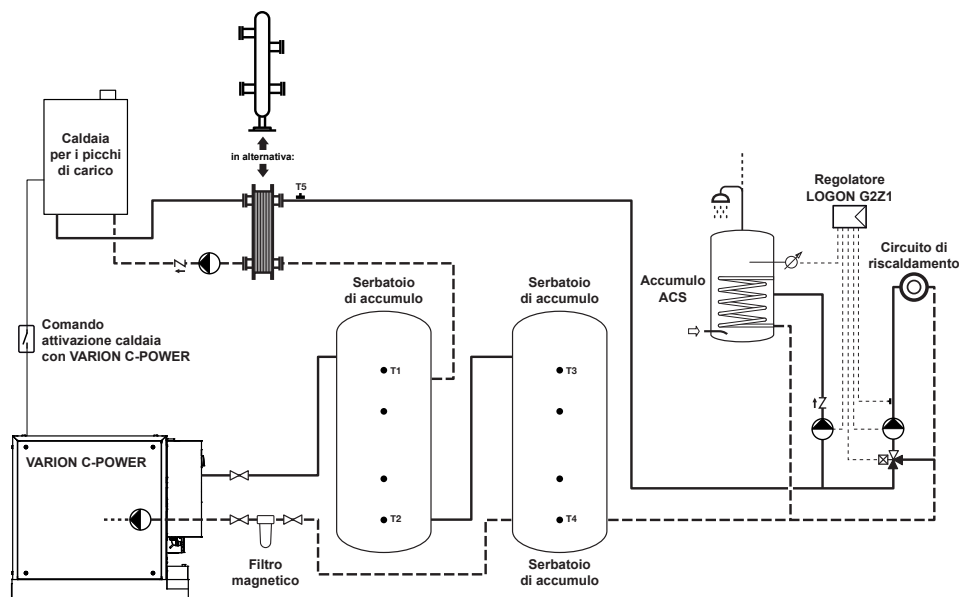 Caldaia
per i picchi
di carico
in alternativa:
T5
Regolatore
LOGON G2Z1
Circuito di
riscaldamento
Accumulo
ACS
Serbatoio
di accumulo
Serbatoio
di accumulo
Comando
attivazione caldaia
con VARION C-POWER
T1
T3
VARION C-POWER
T2
T4
Filtro
magnetico
Serbatoio
di accumulo